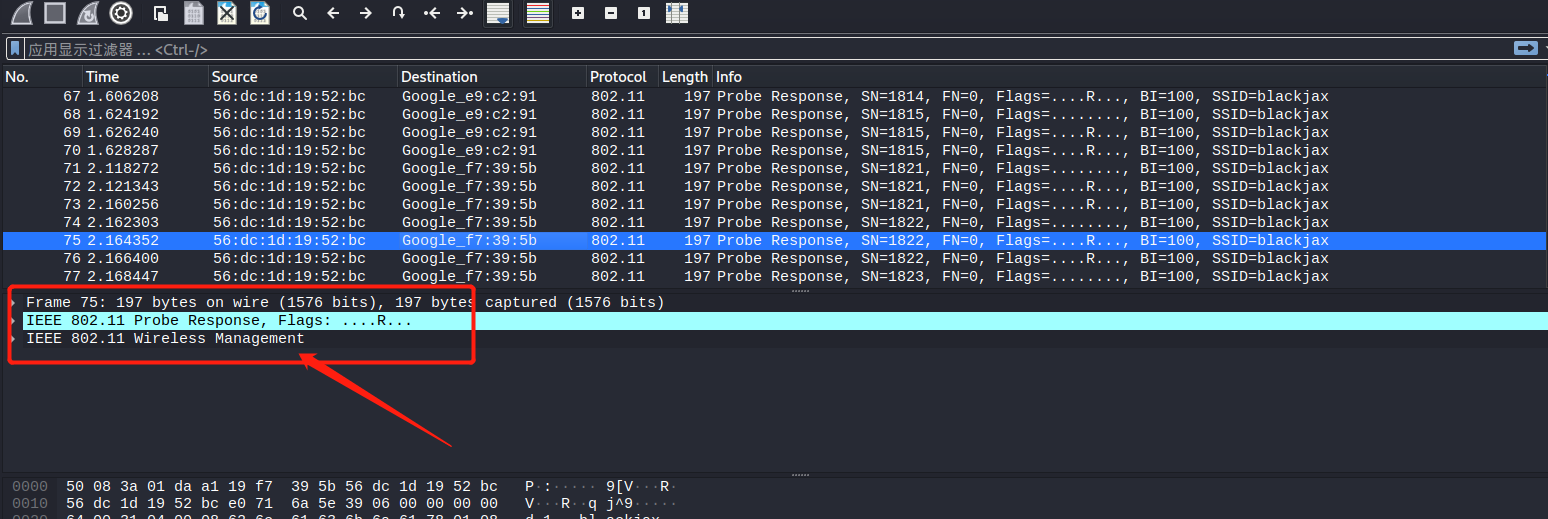 应用显示过滤器 … <Ctrl-/>
No. Time Source Destination Protocol Length Info
67 1.606208 56:dc:1d:19:52:bc Google_e9:c2:91 802.11 197 Probe Response, SN=1814, FN=0, Flags=....R..., BI=100, SSID=blackjax
68 1.624192 56:dc:1d:19:52:bc Google_e9:c2:91 802.11 197 Probe Response, SN=1815, FN=0, Flags=........, BI=100, SSID=blackjax
69 1.626240 56:dc:1d:19:52:bc Google_e9:c2:91 802.11 197 Probe Response, SN=1815, FN=0, Flags=....R..., BI=100, SSID=blackjax
70 1.628287 56:dc:1d:19:52:bc Google_e9:c2:91 802.11 197 Probe Response, SN=1815, FN=0, Flags=....R..., BI=100, SSID=blackjax
71 2.118272 56:dc:1d:19:52:bc Google_f7:39:5b 802.11 197 Probe Response, SN=1821, FN=0, Flags=........, BI=100, SSID=blackjax
72 2.121343 56:dc:1d:19:52:bc Google_f7:39:5b 802.11 197 Probe Response, SN=1821, FN=0, Flags=....R..., BI=100, SSID=blackjax
73 2.160256 56:dc:1d:19:52:bc Google_f7:39:5b 802.11 197 Probe Response, SN=1821, FN=0, Flags=....R..., BI=100, SSID=blackjax
74 2.162303 56:dc:1d:19:52:bc Google_f7:39:5b 802.11 197 Probe Response, SN=1822, FN=0, Flags=........, BI=100, SSID=blackjax
75 2.164352 56:dc:1d:19:52:bc Google_f7:39:5b 802.11 197 Probe Response, SN=1822, FN=0, Flags=....R..., BI=100, SSID=blackjax
76 2.166400 56:dc:1d:19:52:bc Google_f7:39:5b 802.11 197 Probe Response, SN=1822, FN=0, Flags=....R..., BI=100, SSID=blackjax
77 2.168447 56:dc:1d:19:52:bc Google_f7:39:5b 802.11 197 Probe Response, SN=1823, FN=0, Flags=........, BI=100, SSID=blackjax
Frame 75: 197 bytes on wire (1576 bits), 197 bytes captured (1576 bits)
IEEE 802.11 Probe Response, Flags: ....R...
IEEE 802.11 Wireless Management
0000 50 08 3a 01 da a1 19 f7 39 5b 56 dc 1d 19 52 bc P·:····· 9[V···R·
0010 56 dc 1d 19 52 bc e0 71 6a 5e 39 06 00 00 00 00 V···R··q j^9·····